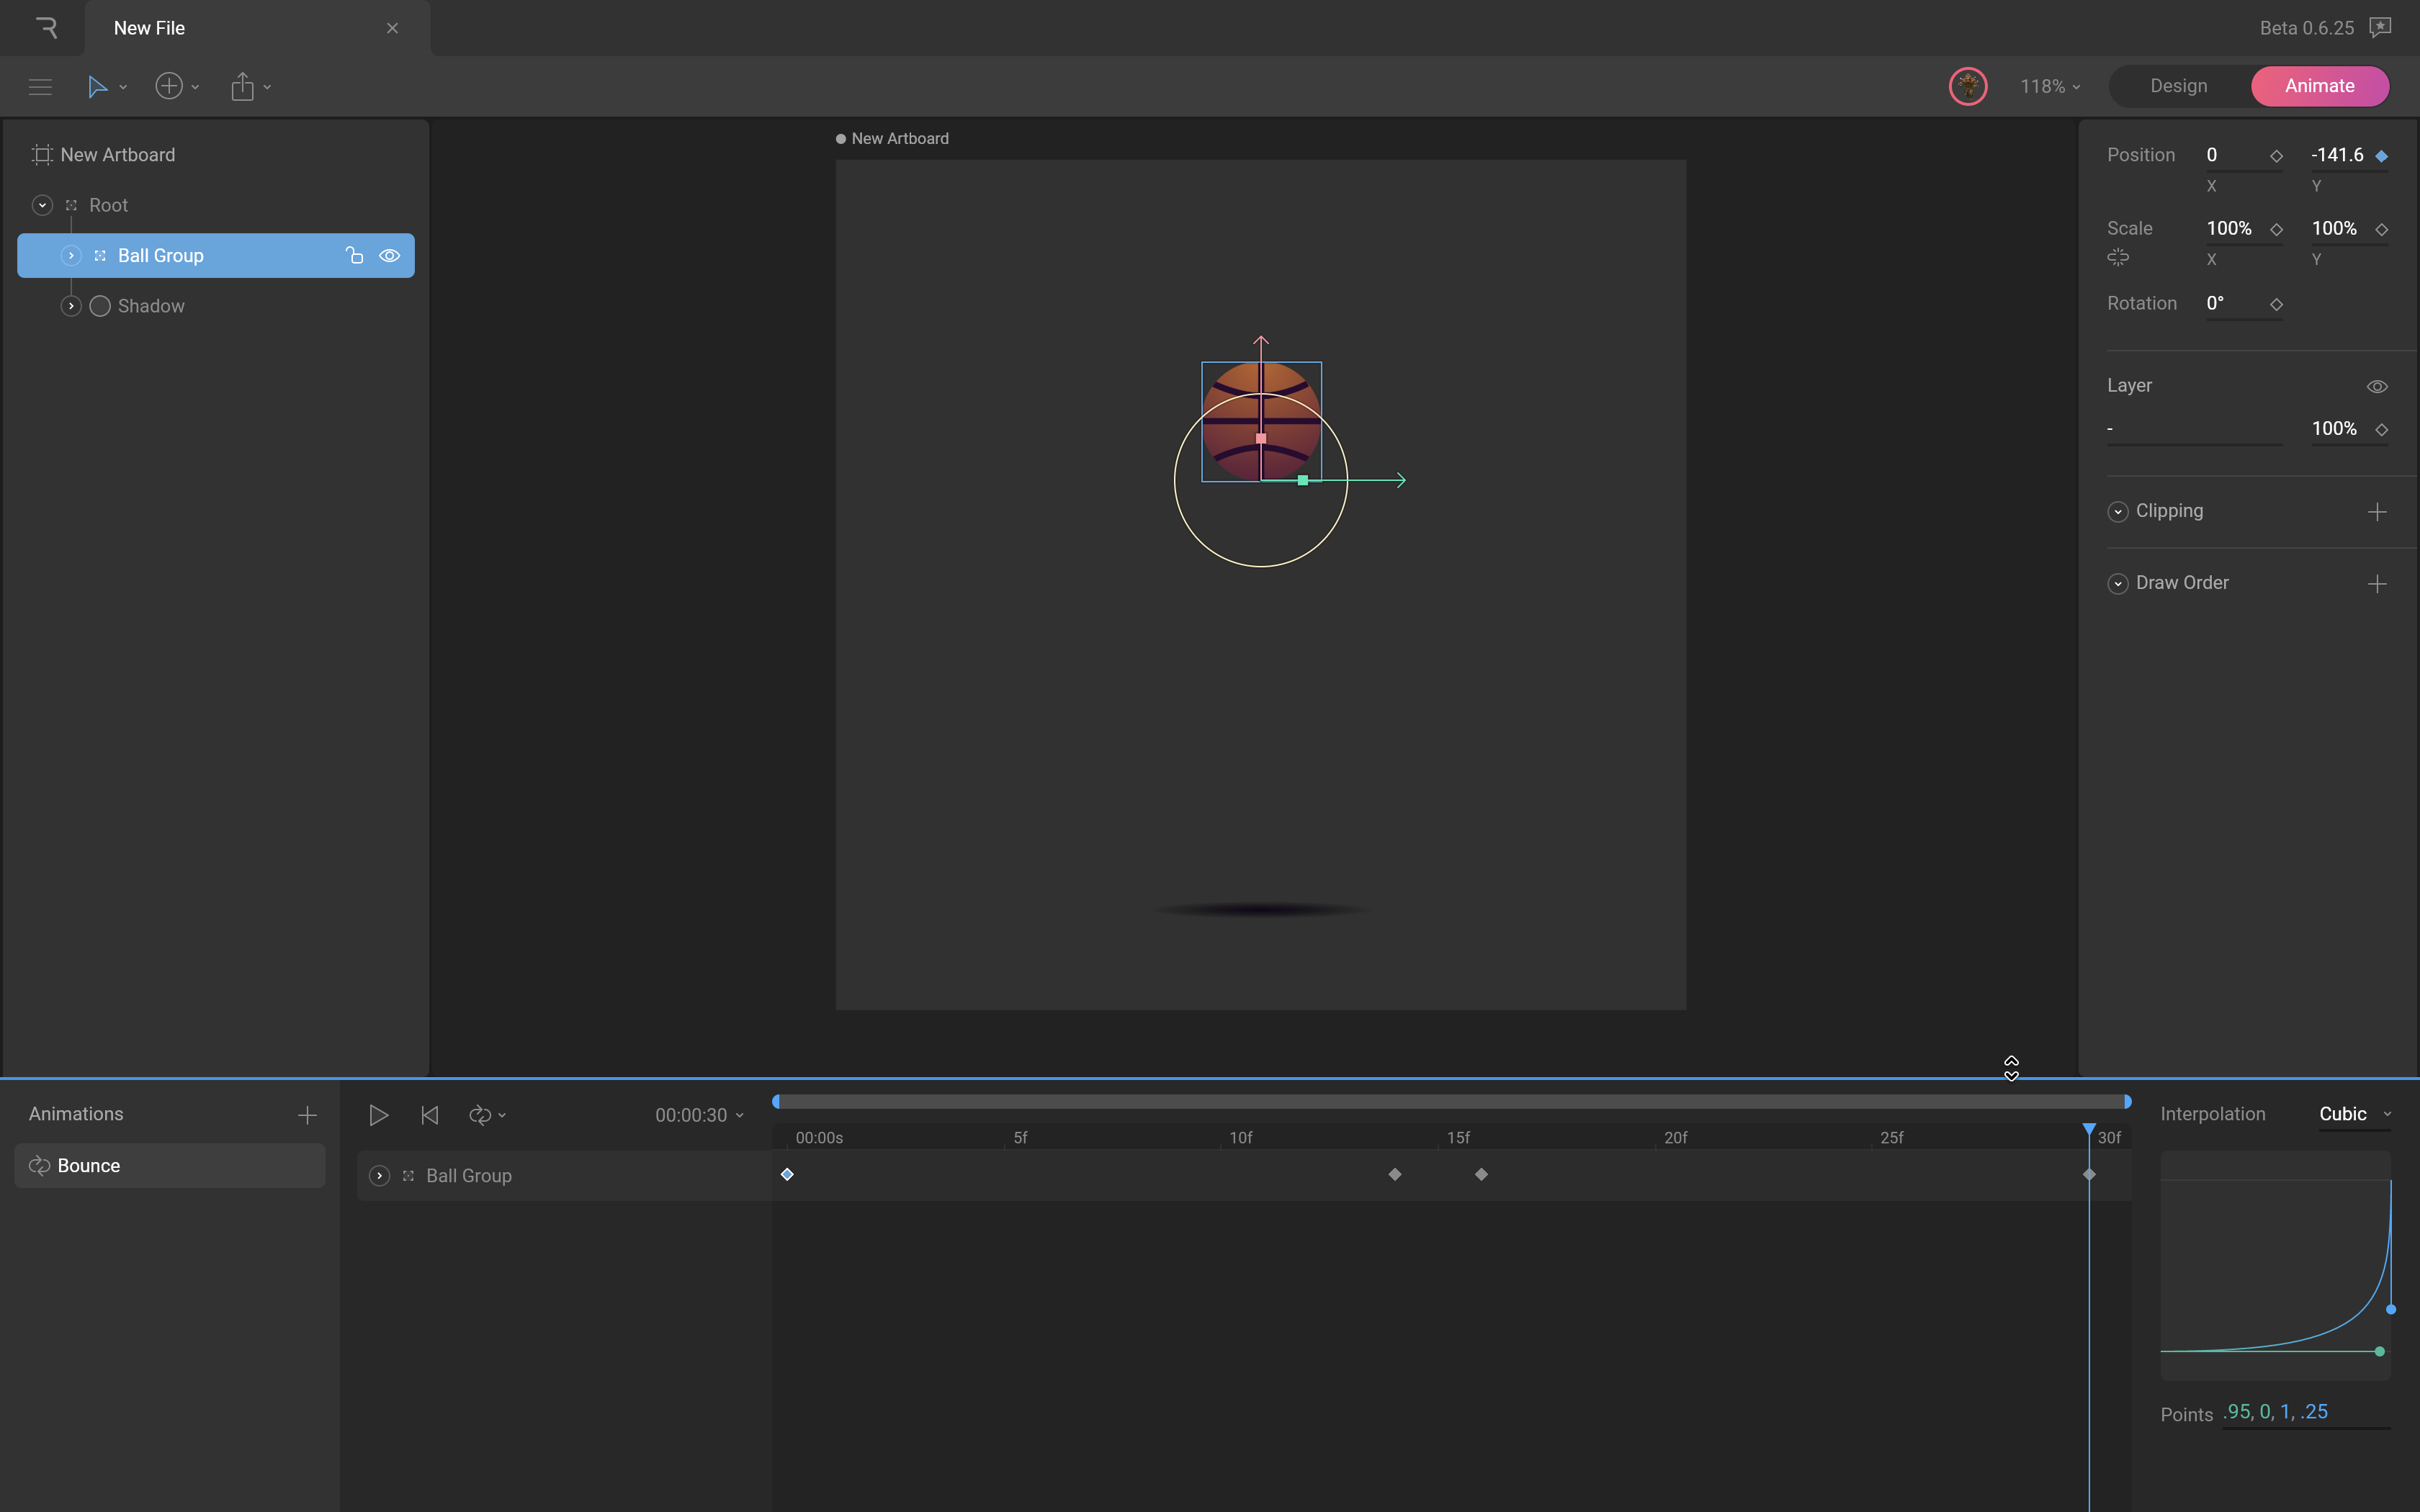 New File
Beta 0.6.25
118%
Design
Animate
New Artboard
Root
Ball Group
Shadow
New Artboard
Position 0 -141.6
X Y
Scale 100% 100%
X Y
Rotation 0°
Layer
- 100%
Clipping
Draw Order
Animations
Bounce
00:00:30
00:00s 5f 10f 15f 20f 25f 30f
Ball Group
Interpolation Cubic
Points .95, 0, 1, .25